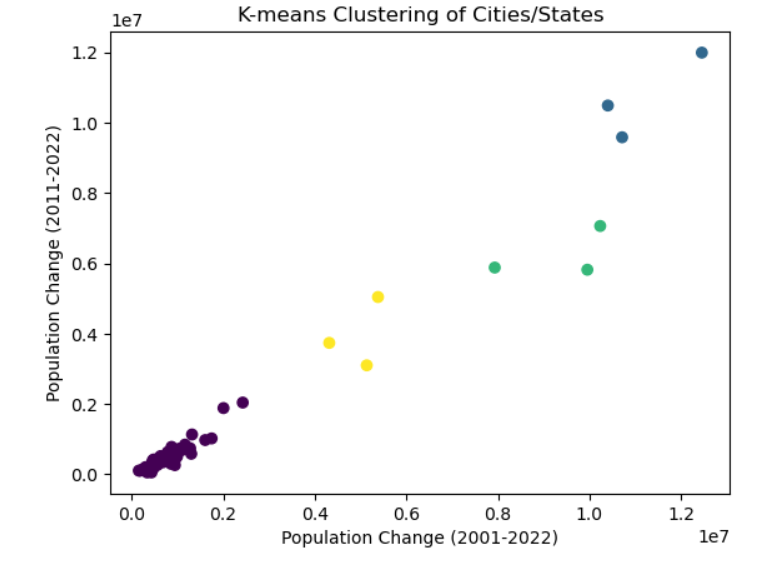 K-means Clustering of Cities/States
1e7
1.2
1.0
0.8
0.6
0.4
0.2
0.0
Population Change (2011-2022)
0.0 0.2 0.4 0.6 0.8 1.0 1.2
1e7
Population Change (2001-2022)